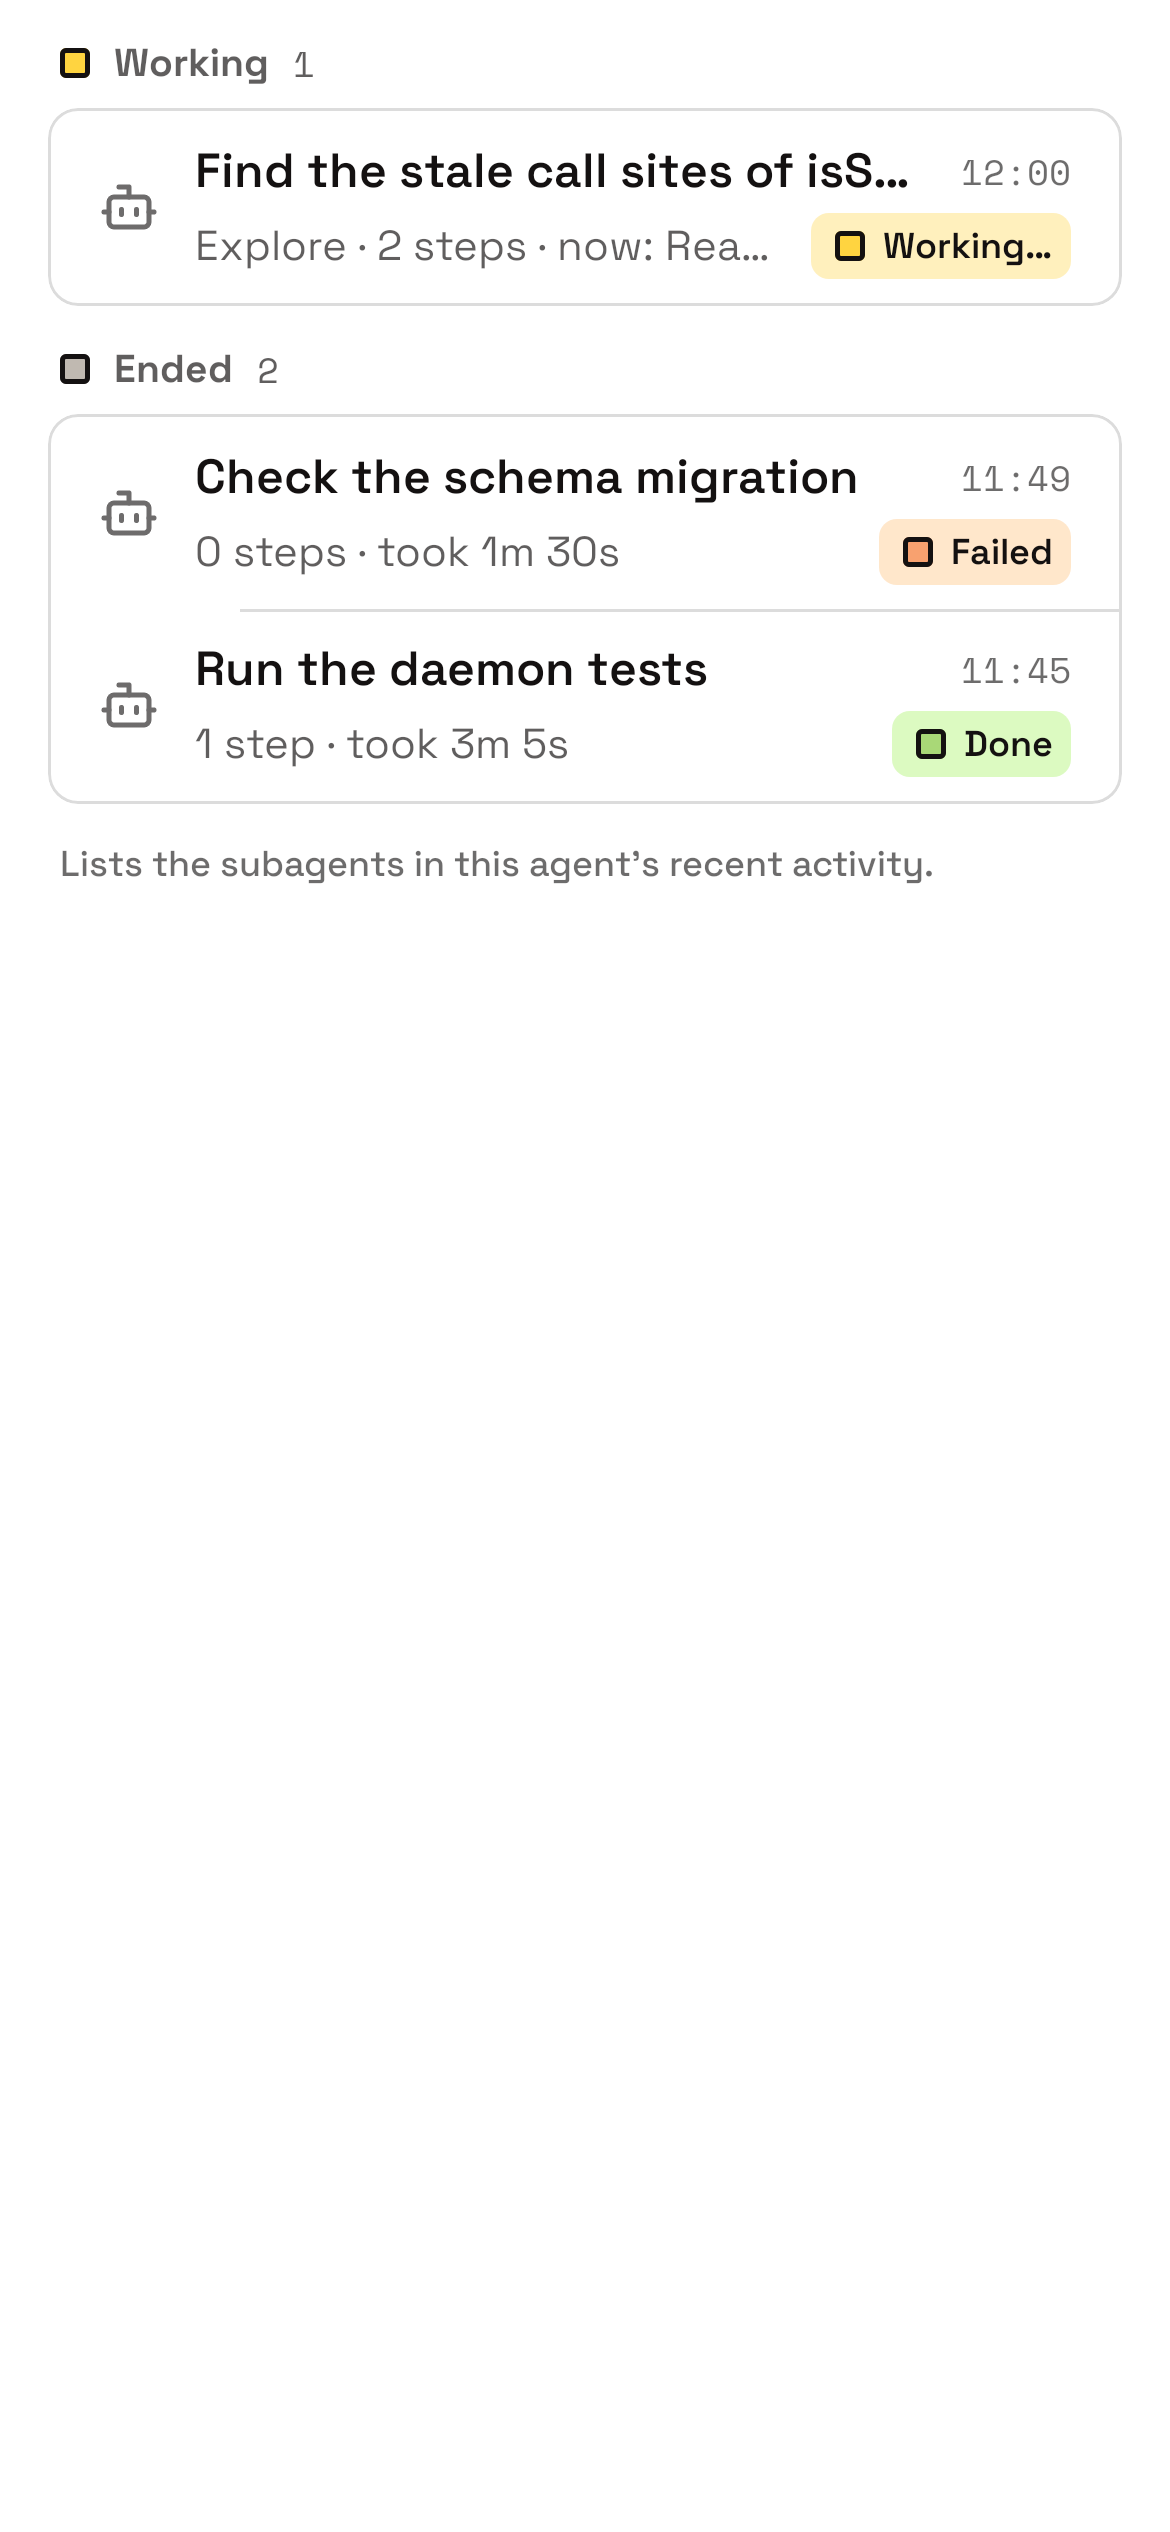 Working 1
Find the stale call sites of isS... 12:00
Explore · 2 steps · now: Rea... Working...
Ended 2
Check the schema migration 11:49
0 steps · took 1m 30s Failed
Run the daemon tests 11:45
1 step · took 3m 5s Done
Lists the subagents in this agent’s recent activity.